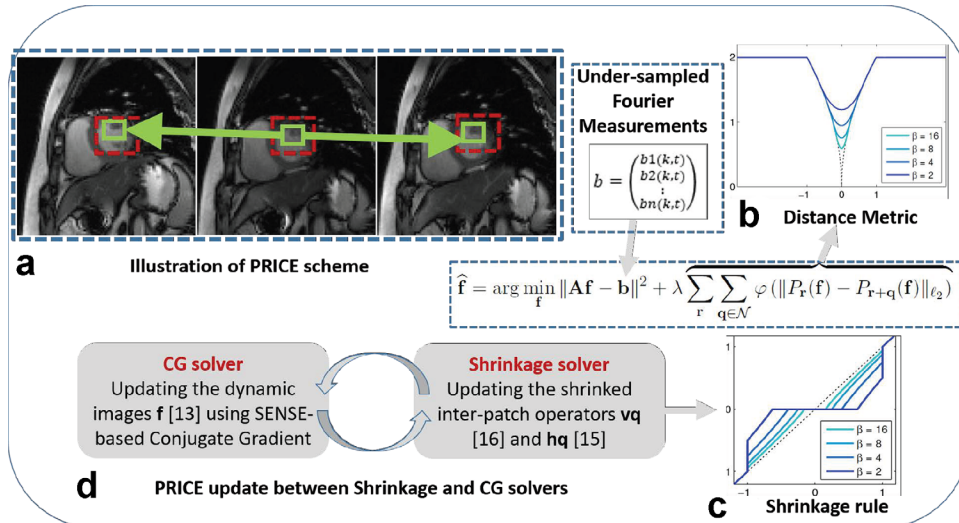 a
Illustration of PRICE scheme
Under-sampled
Fourier
Measurements
b = (b1(k,t)
b2(k,t)
:
bn(k,t))
2
1
0
−2
−1
0
1
2
β = 16
β = 8
β = 4
β = 2
b
Distance Metric
f̂ = arg min_f ‖Af − b‖² + λ ∑_r ∑_{q∈N} φ (‖P_r(f) − P_{r+q}(f)‖_{ℓ₂})
CG solver
Updating the dynamic
images f [13] using SENSE-
based Conjugate Gradient
Shrinkage solver
Updating the shrinked
inter-patch operators vq
[16] and hq [15]
d
PRICE update between Shrinkage and CG solvers
1
0
1
−1
0
1
β = 16
β = 8
β = 4
β = 2
c
Shrinkage rule